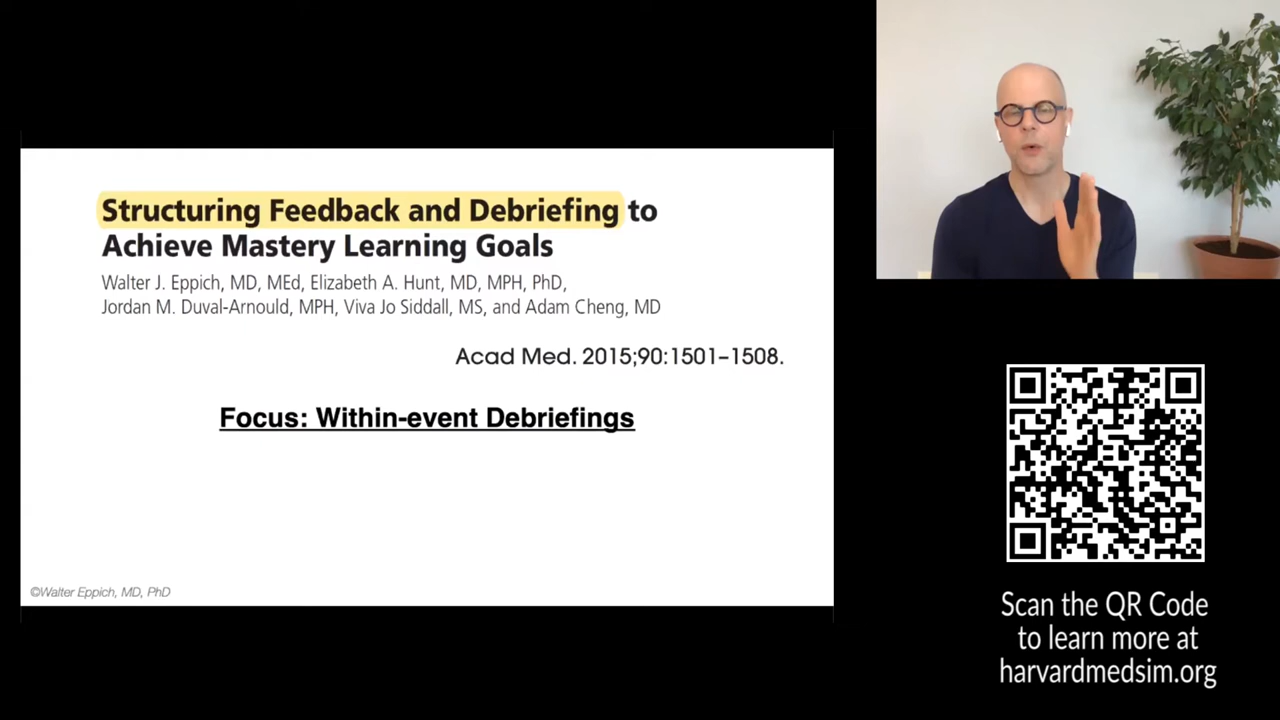 Structuring Feedback and Debriefing to
Achieve Mastery Learning Goals
Walter J. Eppich, MD, MEd, Elizabeth A. Hunt, MD, MPH, PhD,
Jordan M. Duval-Arnould, MPH, Viva Jo Siddall, MS, and Adam Cheng, MD
Acad Med. 2015;90:1501–1508.
Focus: Within-event Debriefings
©Walter Eppich, MD, PhD
Scan the QR Code
to learn more at
harvardmedsim.org